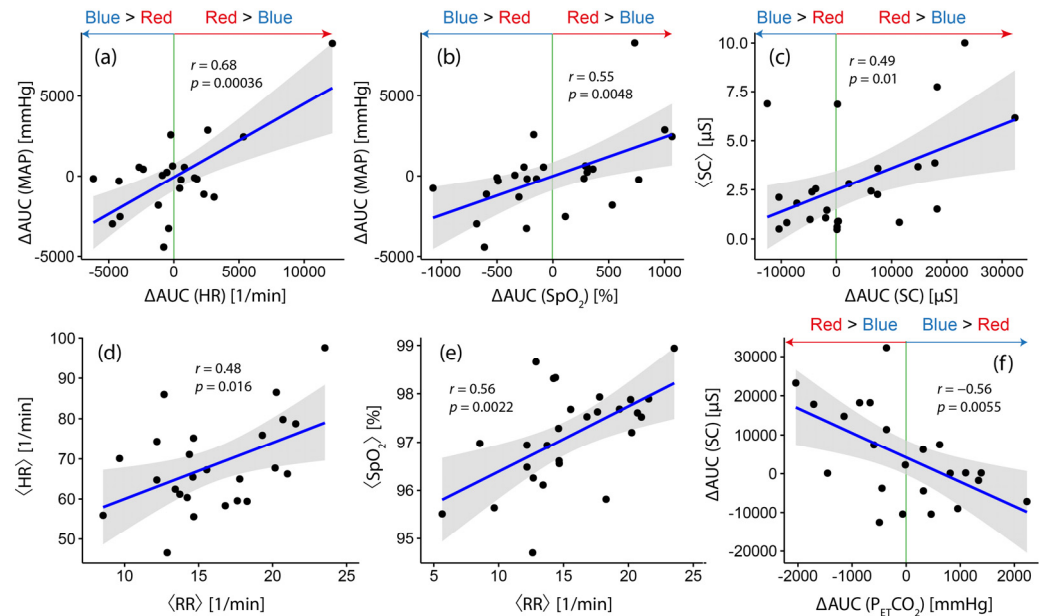 Blue > Red Red > Blue
(a)
r = 0.68
p = 0.00036
ΔAUC (MAP) [mmHg]
5000
0
-5000
-5000 0 5000 10000
ΔAUC (HR) [1/min]
Blue > Red Red > Blue
(b)
r = 0.55
p = 0.0048
ΔAUC (MAP) [mmHg]
5000
0
-5000
-10000 -5000 0 5000 10000
ΔAUC (SpO₂) [%]
Blue > Red Red > Blue
(c)
r = 0.49
p = 0.01
⟨SC⟩ [µS]
10.0
7.5
5.0
2.5
0.0
-10000 0 10000 20000 30000
ΔAUC (SC) [µS]
(d)
r = 0.48
p = 0.016
⟨HR⟩ [1/min]
100
90
80
70
60
50
10 15 20 25
⟨RR⟩ [1/min]
(e)
r = 0.56
p = 0.0022
⟨SpO₂⟩ [%]
99
98
97
96
95
5 10 15 20 25
⟨RR⟩ [1/min]
Red > Blue Blue > Red
(f)
r = −0.56
p = 0.0055
ΔAUC (SC) [µS]
30000
20000
10000
0
-10000
-20000
-2000 -1000 0 1000 2000
ΔAUC (P_ETCO₂) [mmHg]